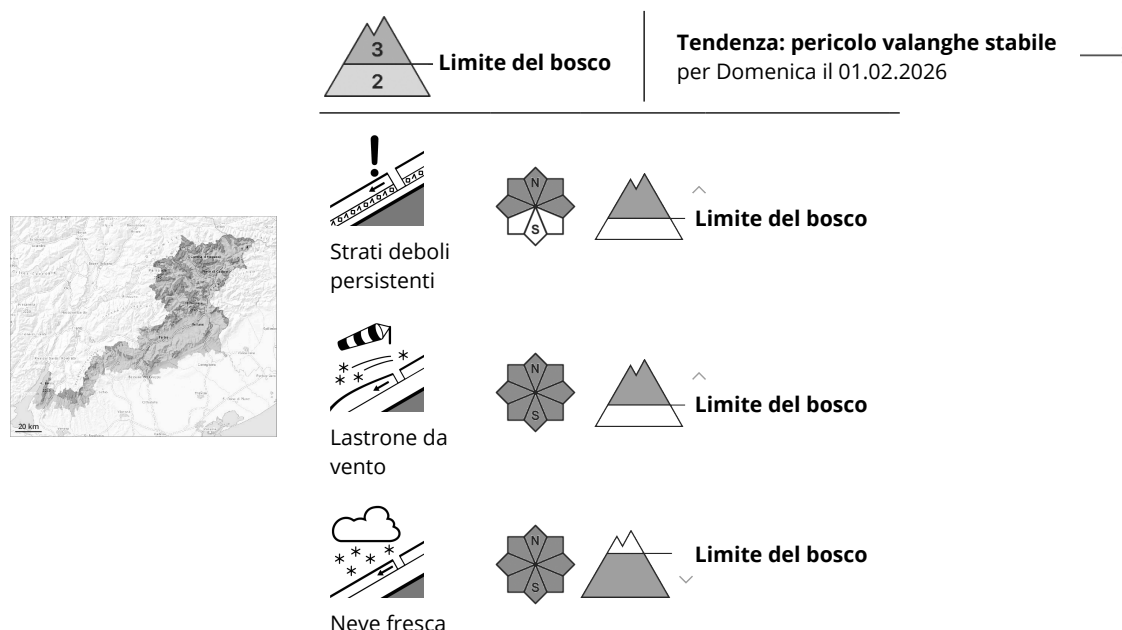 3
Limite del bosco
2
Tendenza: pericolo valanghe stabile
per Domenica il 01.02.2026
N
S
Limite del bosco
Strati deboli
persistenti
20 km
N
S
Limite del bosco
Lastrone da
vento
N
S
Limite del bosco
Neve fresca